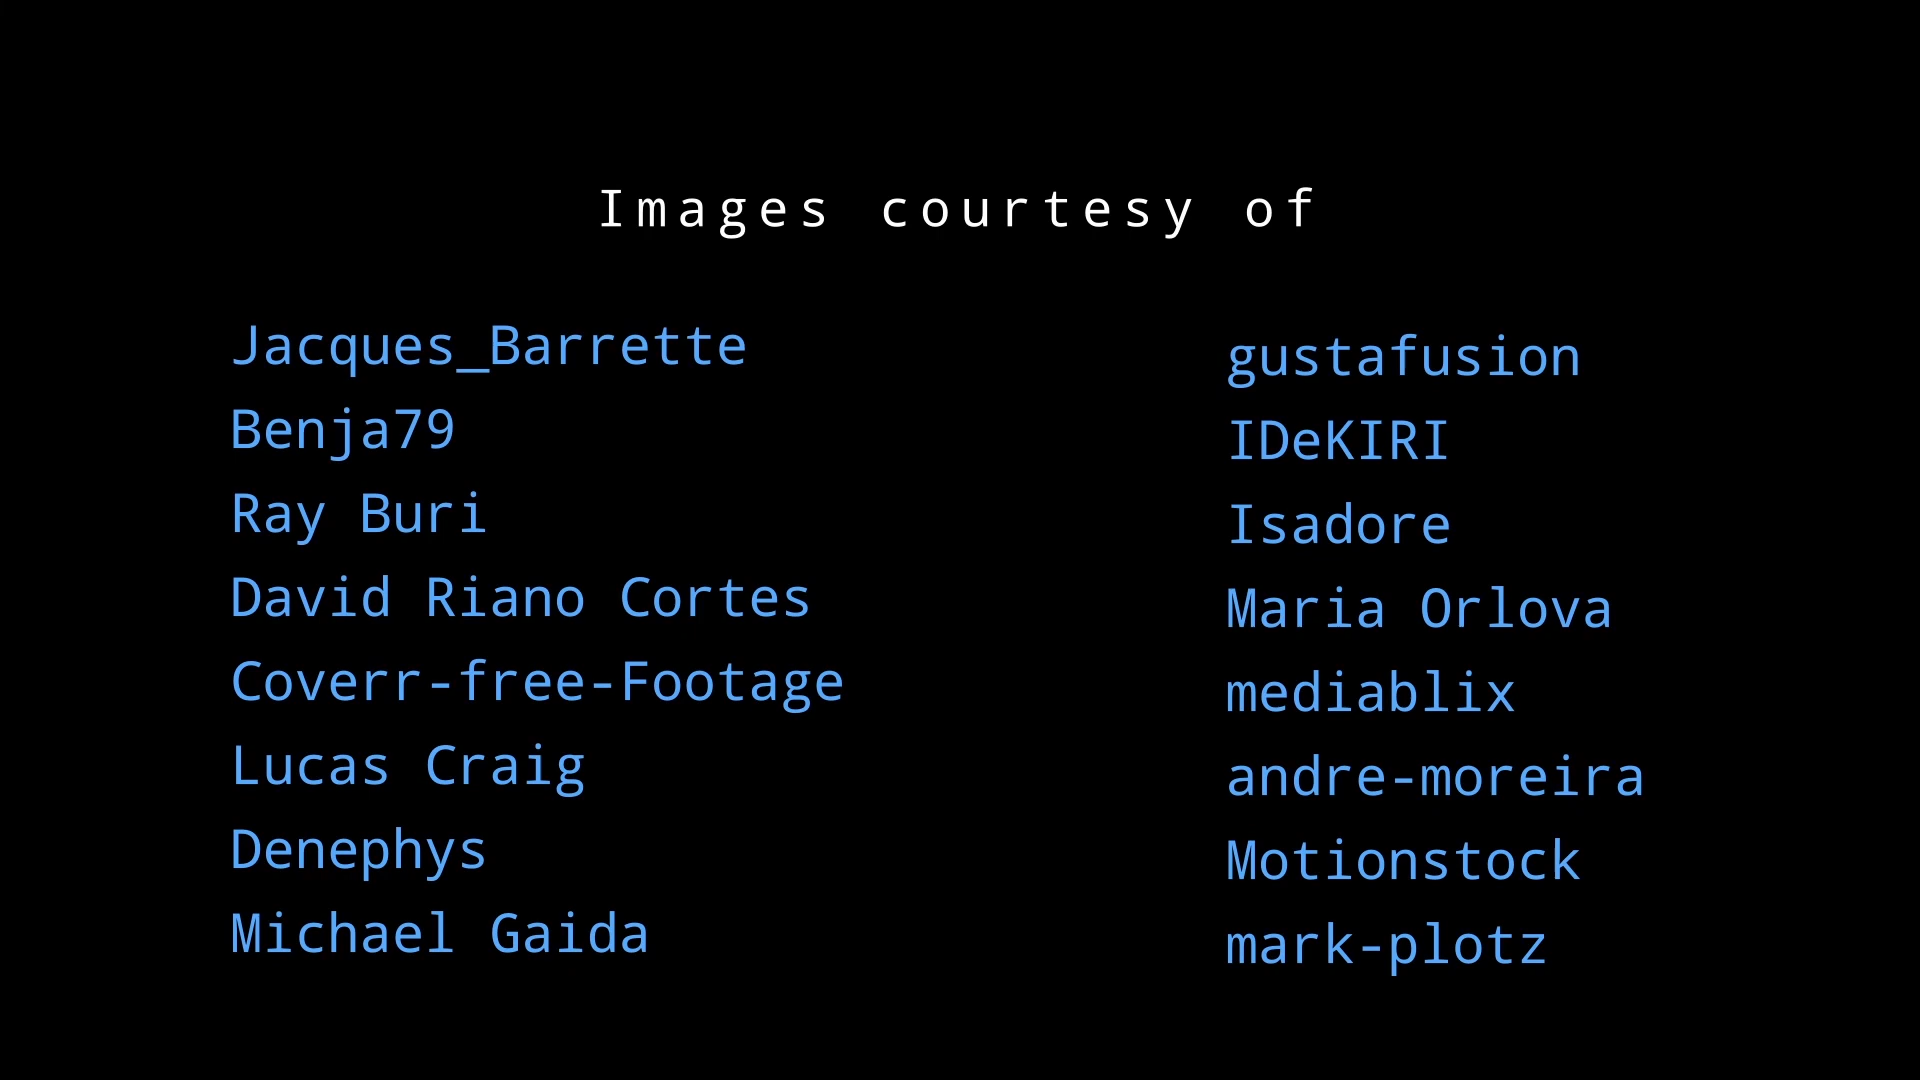 Images courtesy of
Jacques_Barrette
Benja79
Ray Buri
David Riano Cortes
Coverr-free-Footage
Lucas Craig
Denephys
Michael Gaida
gustafusion
IDeKIRI
Isadore
Maria Orlova
mediablix
andre-moreira
Motionstock
mark-plotz